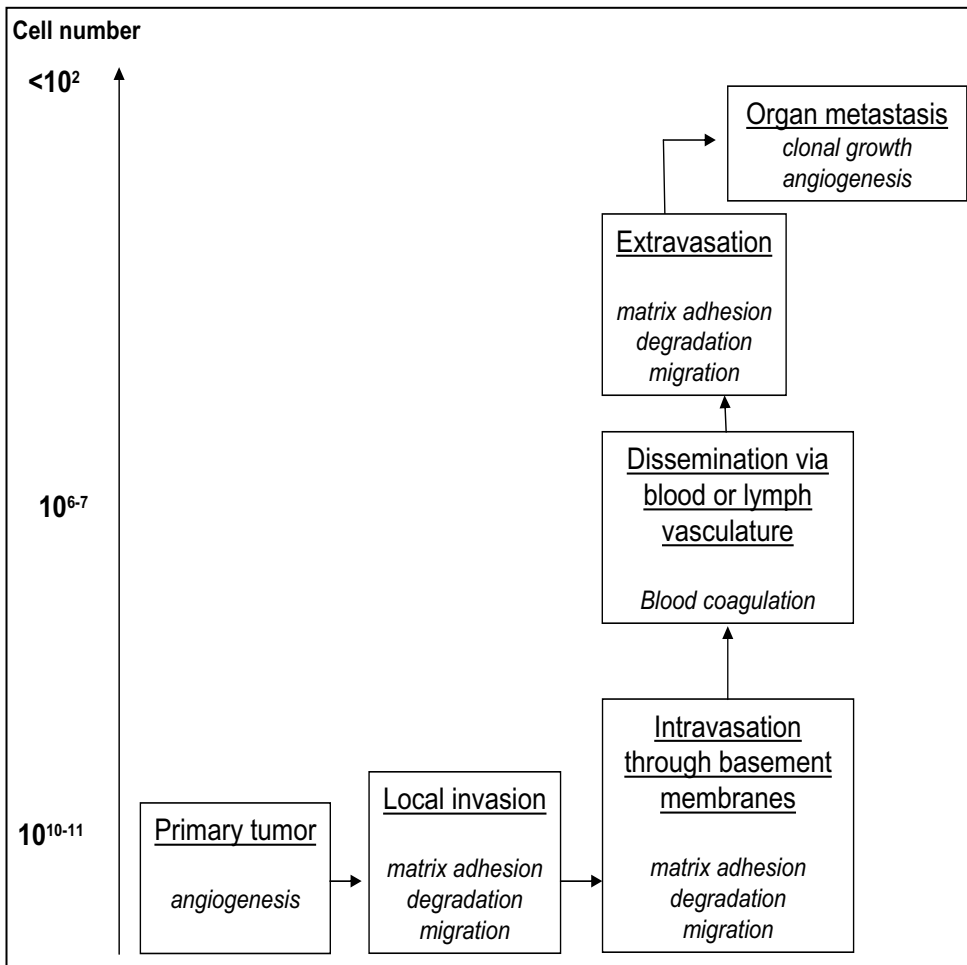 Cell number
<10²
10⁶⁻⁷
10¹⁰⁻¹¹
Primary tumor
angiogenesis
Local invasion
matrix adhesion
degradation
migration
Intravasation
through basement
membranes
matrix adhesion
degradation
migration
Dissemination via
blood or lymph
vasculature
Blood coagulation
Extravasation
matrix adhesion
degradation
migration
Organ metastasis
clonal growth
angiogenesis